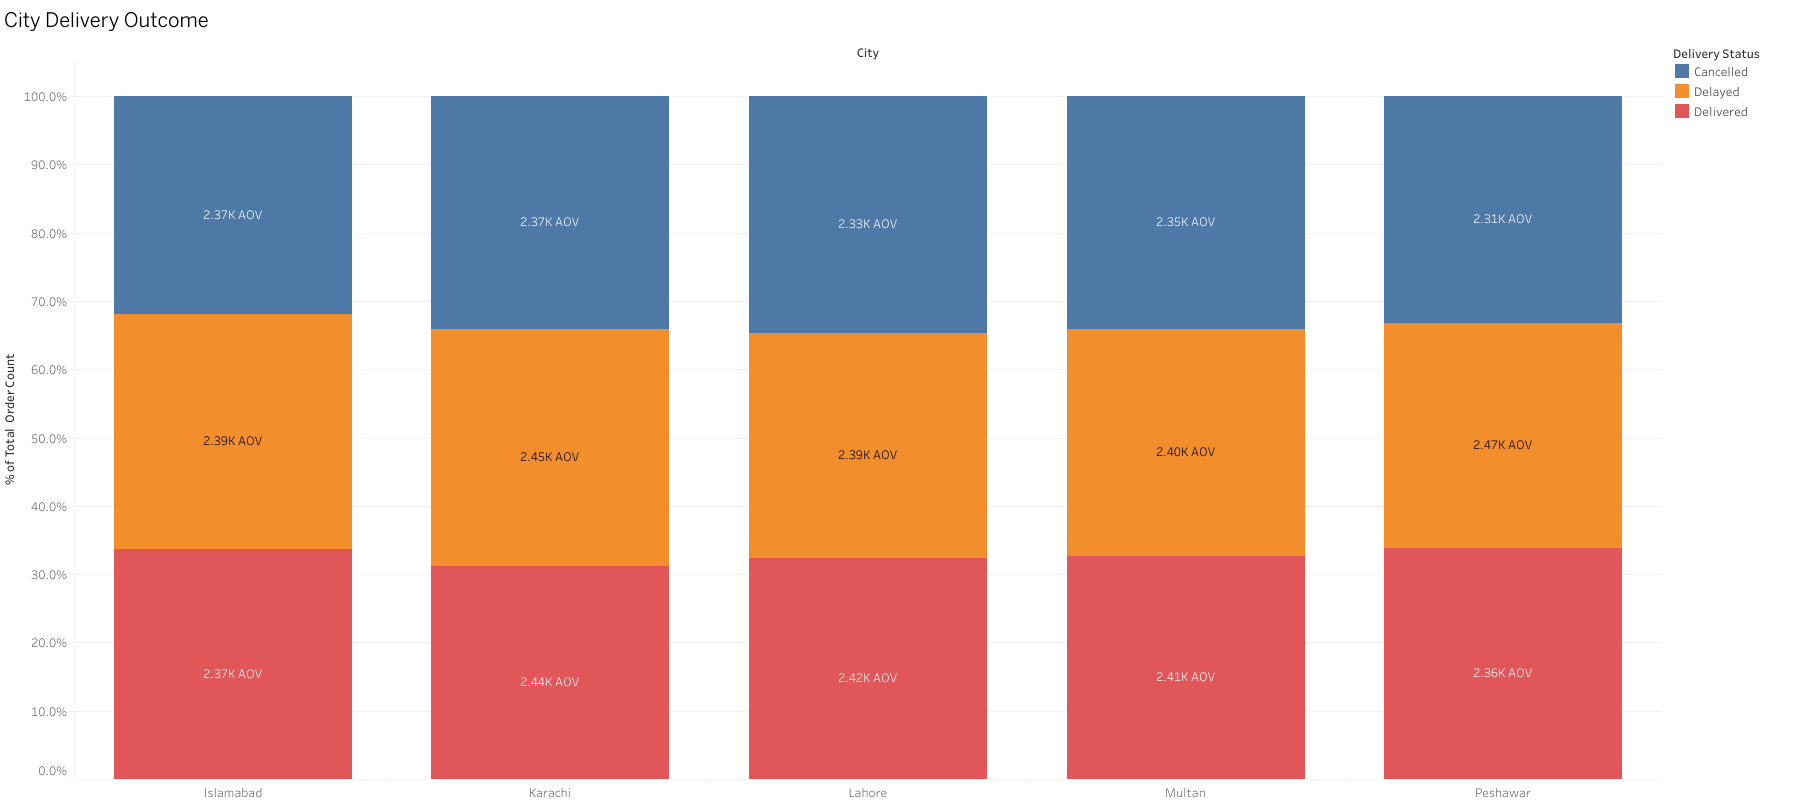 City Delivery Outcome
City
Delivery Status
Cancelled
Delayed
Delivered
% of Total Order Count
100.0%
90.0%
80.0%
70.0%
60.0%
50.0%
40.0%
30.0%
20.0%
10.0%
0.0%
2.37K AOV
2.37K AOV
2.33K AOV
2.35K AOV
2.31K AOV
2.39K AOV
2.45K AOV
2.39K AOV
2.40K AOV
2.47K AOV
2.37K AOV
2.44K AOV
2.42K AOV
2.41K AOV
2.36K AOV
Islamabad
Karachi
Lahore
Multan
Peshawar